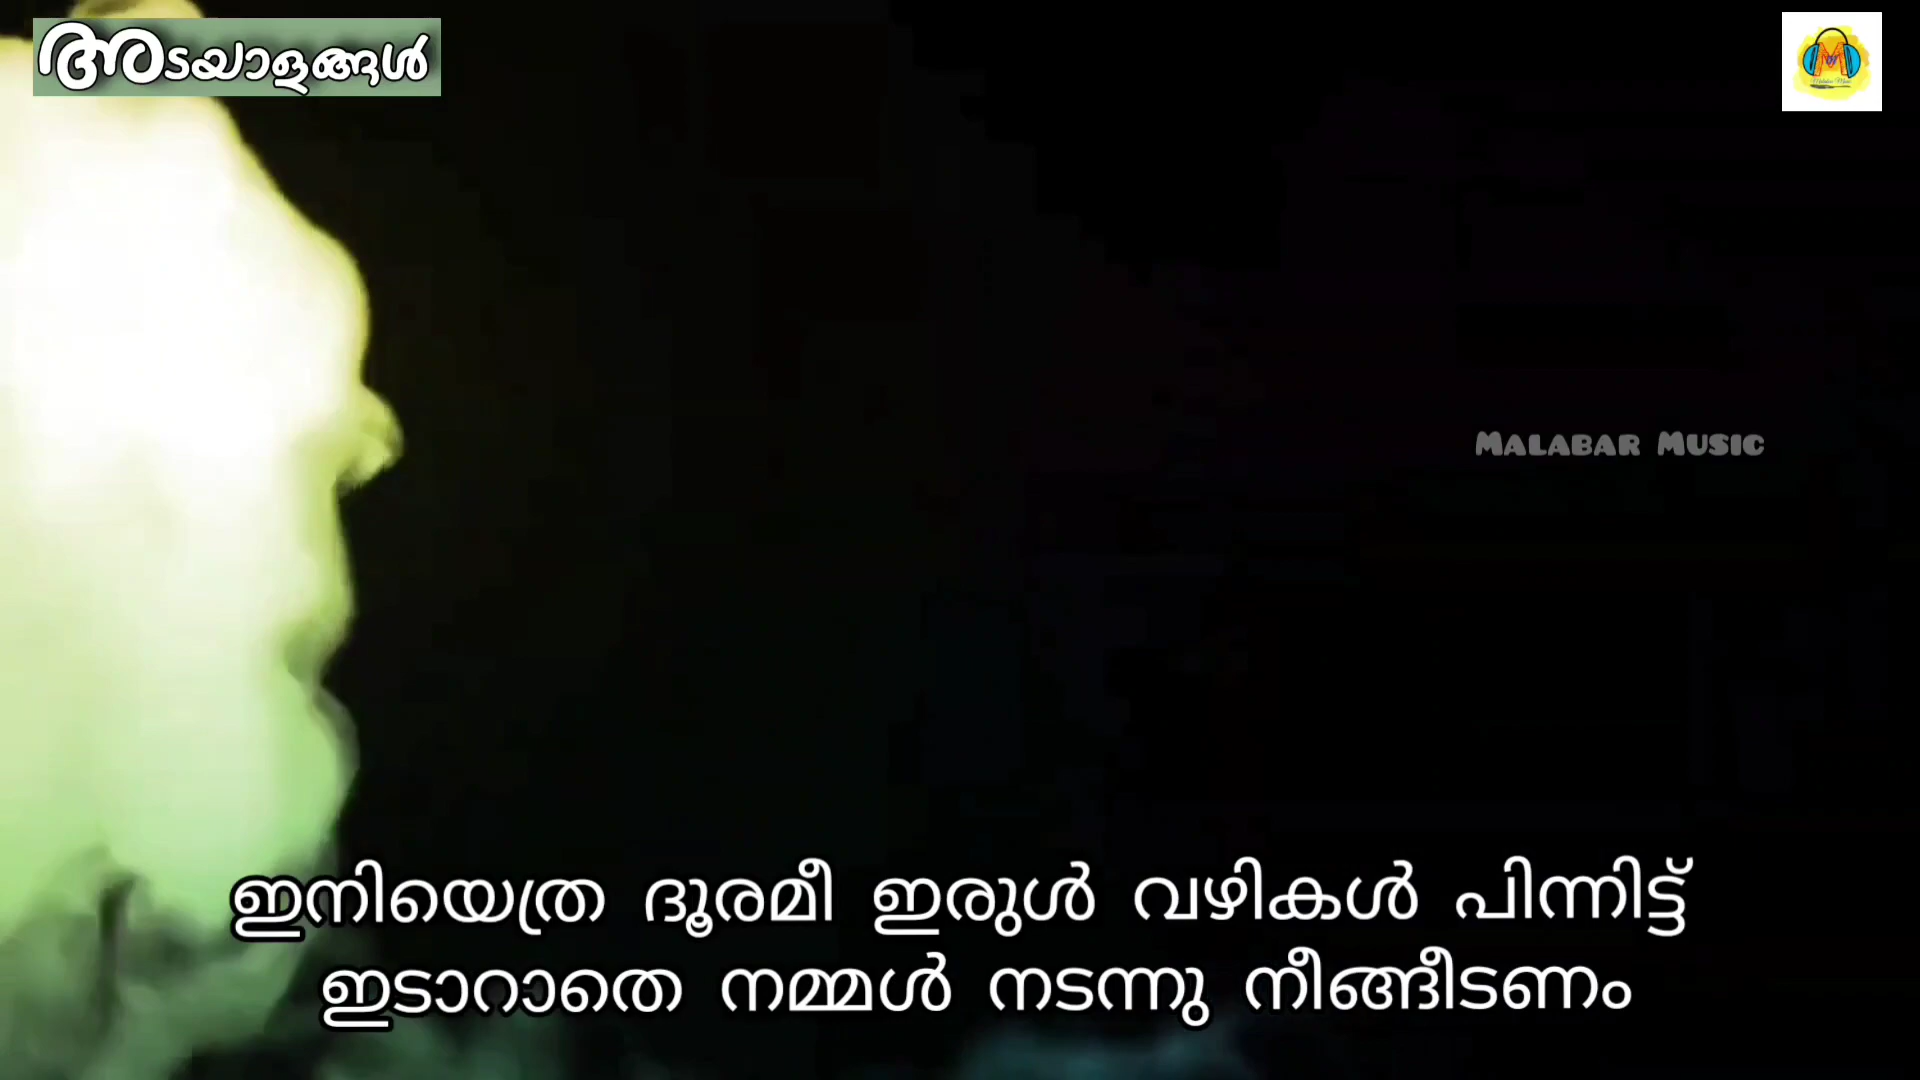 അടയാളങ്ങൾ
MALABAR MUSIC
ഇനിയെത്ര ദൂരമീ ഇരുൾ വഴികൾ പിന്നിട്ട്
ഇടാറാതെ നമ്മൾ നടന്നു നീങ്ങീടണം